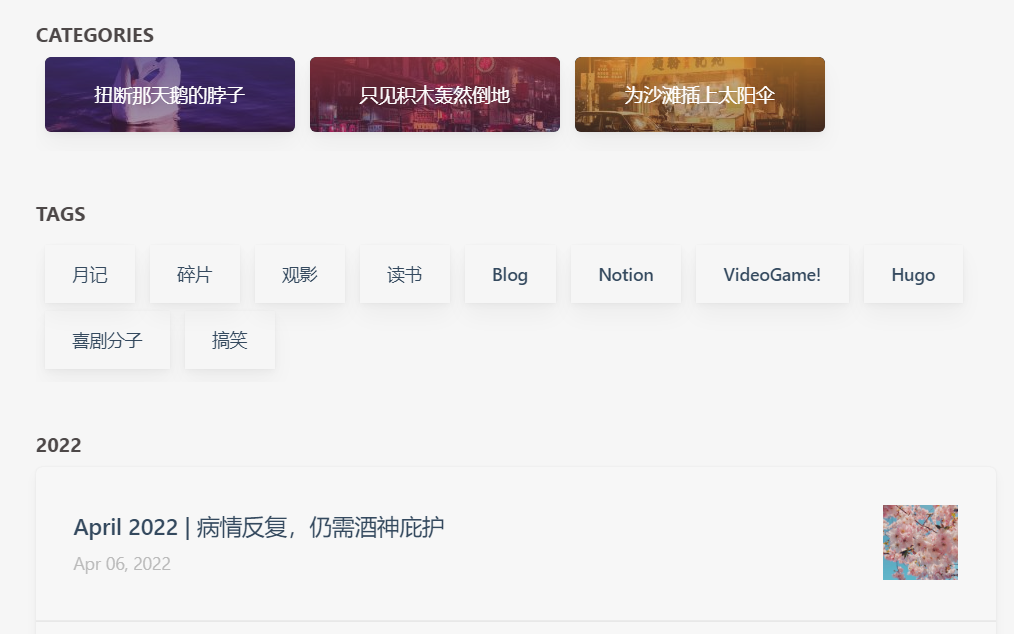 CATEGORIES
扭断那天鹅的脖子 只见积木轰然倒地 为沙滩插上太阳伞
TAGS
月记 碎片 观影 读书 Blog Notion VideoGame! Hugo
喜剧分子 搞笑
2022
April 2022 | 病情反复，仍需酒神庇护
Apr 06, 2022